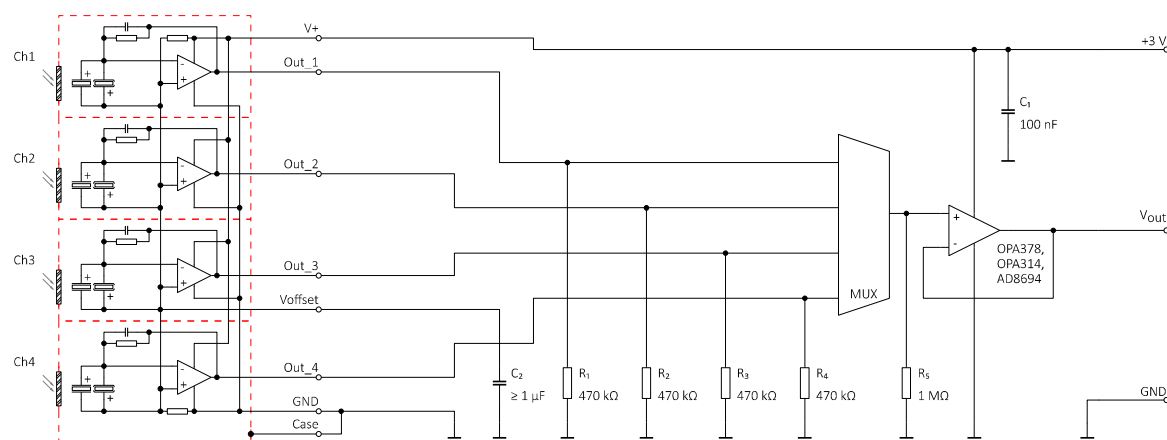 V+
+3 V
Ch1
Out_1
C₁
100 nF
Ch2
Out_2
Vout
+
-
OPA378,
OPA314,
AD8694
Ch3
Out_3
MUX
Voffset
Ch4
Out_4
C₂
≥ 1 µF
R₁
470 kΩ
R₂
470 kΩ
R₃
470 kΩ
R₄
470 kΩ
R₅
1 MΩ
GND
GND
Case